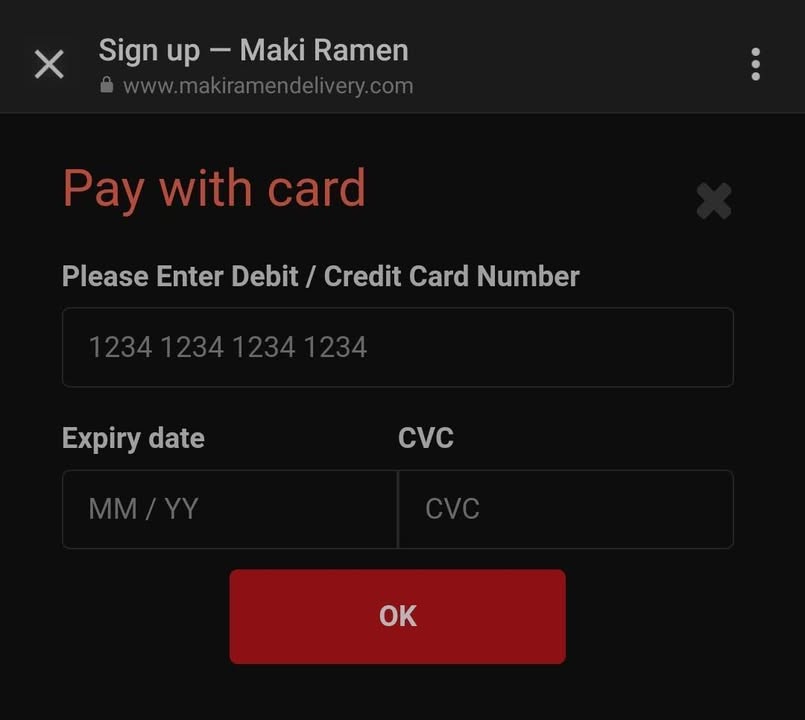 Sign up — Maki Ramen
www.makiramendelivery.com
Pay with card
Please Enter Debit / Credit Card Number
1234 1234 1234 1234
Expiry date
CVC
MM / YY
CVC
OK